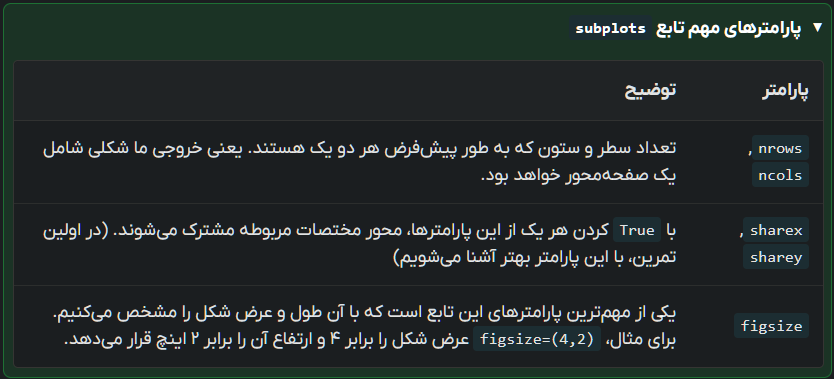 ▼ پارامترهای مهم تابع subplots
پارامتر توضیح
nrows, تعداد سطر و ستون که به طور پیش‌فرض هر دو یک هستند. یعنی خروجی ما شکلی شامل
ncols یک صفحه‌محور خواهد بود.
sharex, با True کردن هر یک از این پارامترها، محور مختصات مربوطه مشترک می‌شوند. (در اولین
sharey تمرین، با این پارامتر بهتر آشنا می‌شویم)
یکی از مهم‌ترین پارامترهای این تابع است که با آن طول و عرض شکل را مشخص می‌کنیم.
figsize برای مثال، figsize=(4,2) عرض شکل را برابر ۴ و ارتفاع آن را برابر ۲ اینچ قرار می‌دهد.